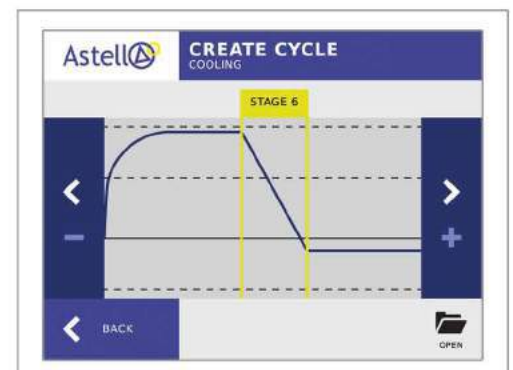 Astell
CREATE CYCLE
COOLING
STAGE 6
BACK
OPEN